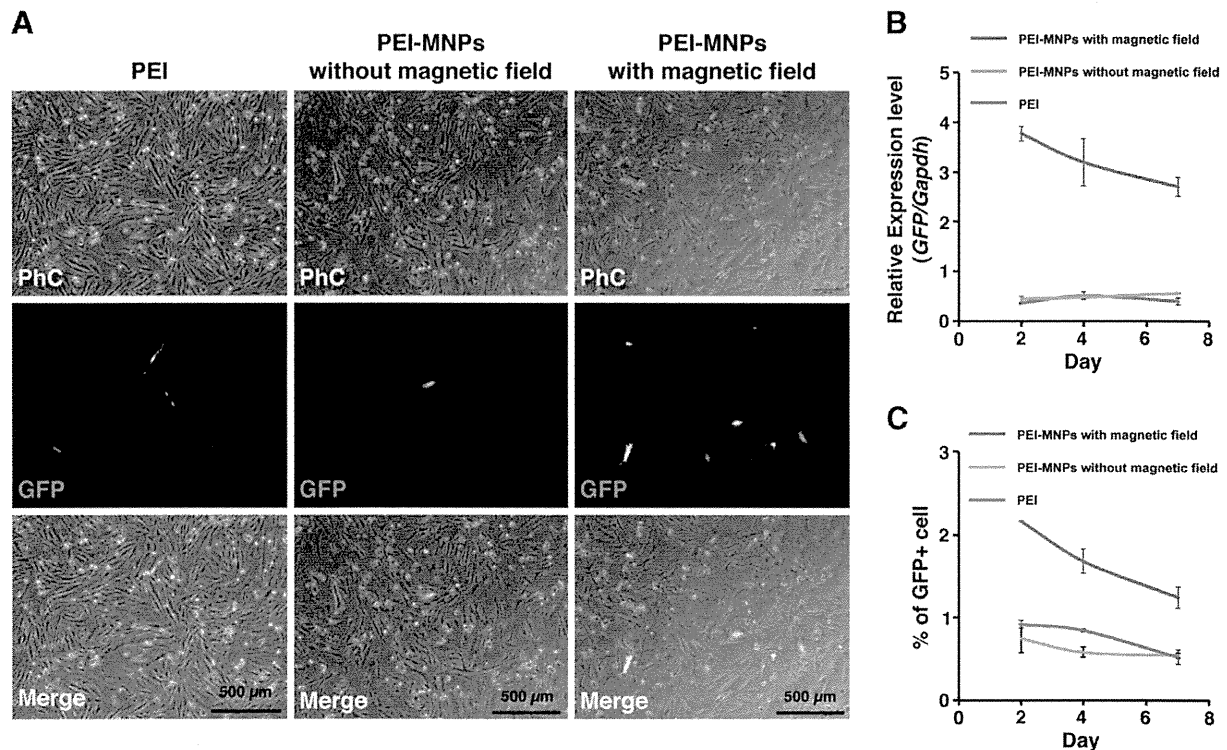 A
PEI
PEI-MNPs
without magnetic field
PEI-MNPs
with magnetic field
PhC
PhC
PhC
GFP
GFP
GFP
Merge
500 µm
Merge
500 µm
Merge
500 µm
B
PEI-MNPs with magnetic field
PEI-MNPs without magnetic field
PEI
Relative Expression level
(GFP/Gapdh)
5
4
3
2
1
0
0 2 4 6 8
Day
C
PEI-MNPs with magnetic field
PEI-MNPs without magnetic field
PEI
% of GFP+ cell
3
2
1
0
0 2 4 6 8
Day